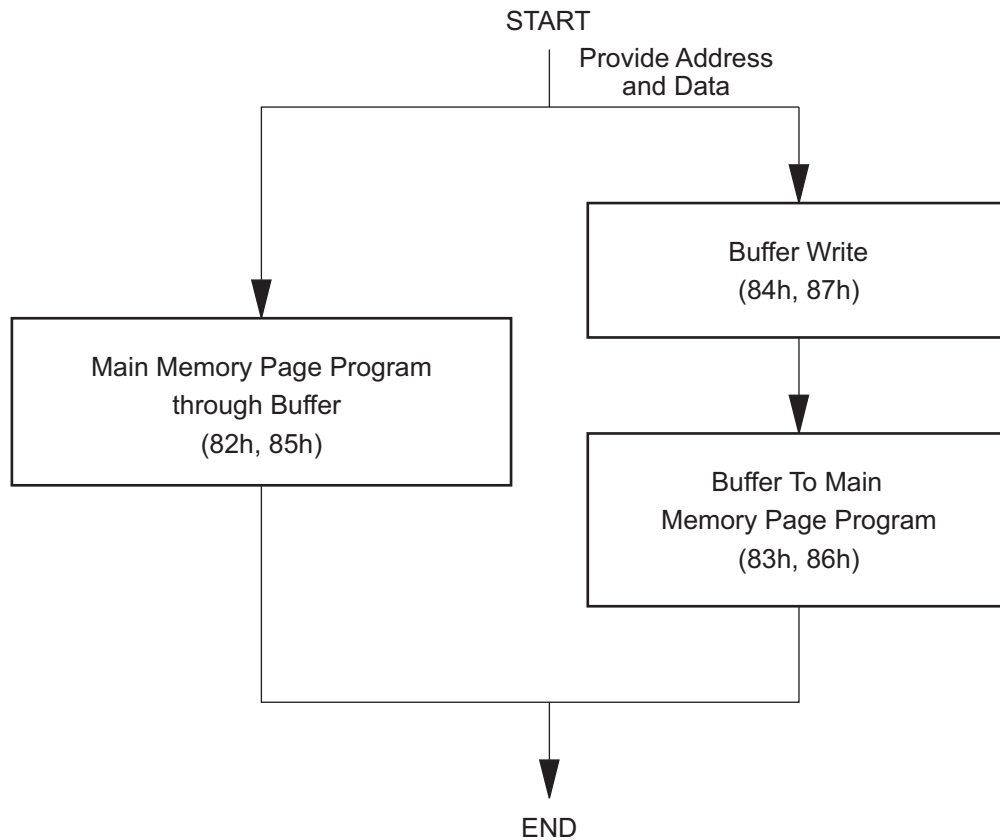 START
Provide Address
and Data
Buffer Write
(84h, 87h)
Main Memory Page Program
through Buffer
(82h, 85h)
Buffer To Main
Memory Page Program
(83h, 86h)
END